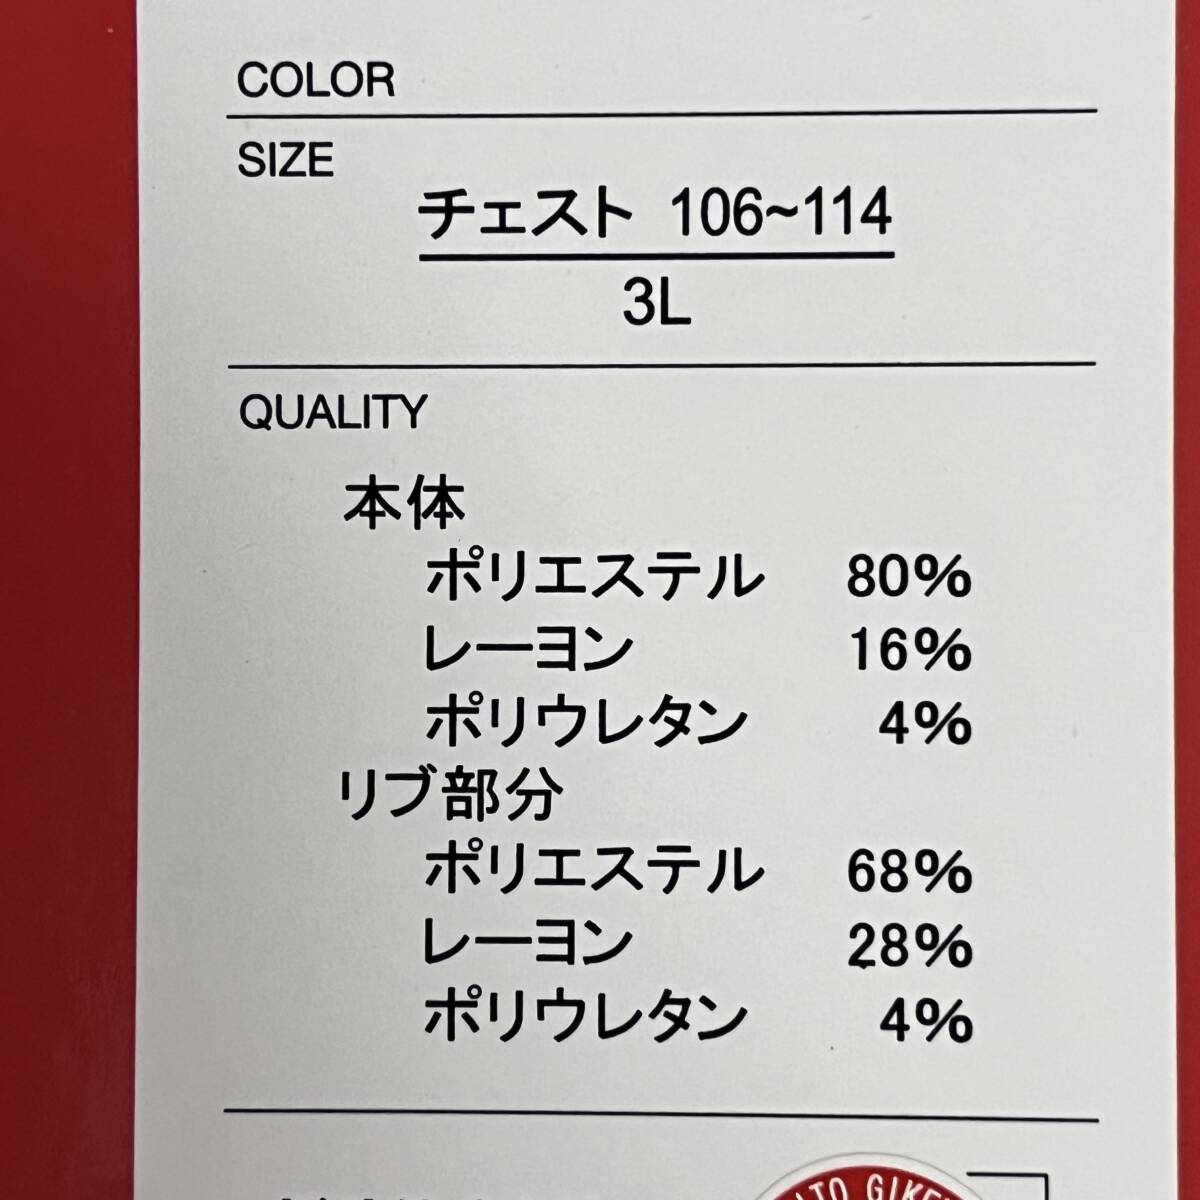 COLOR
SIZE
チェスト 106~114
3L
QUALITY
本体
ポリエステル 80%
レーヨン 16%
ポリウレタン 4%
リブ部分
ポリエステル 68%
レーヨン 28%
ポリウレタン 4%